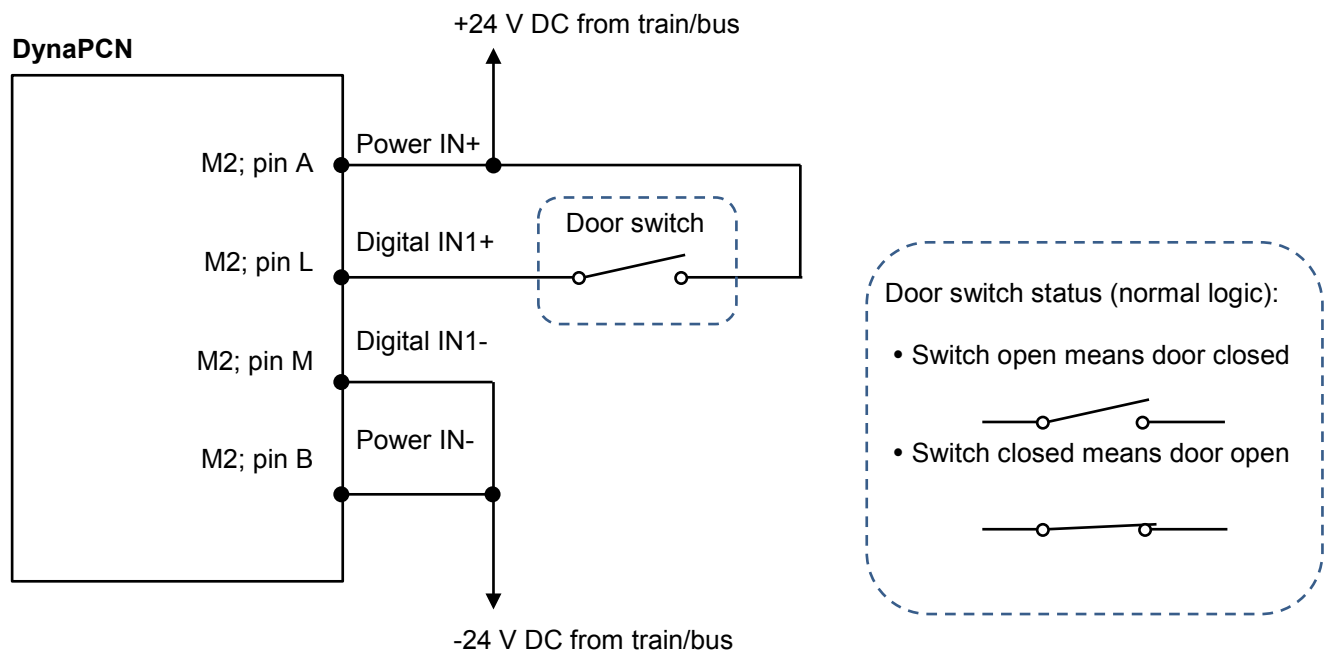 +24 V DC from train/bus
DynaPCN
Power IN+
M2; pin A
Door switch
Digital IN1+
M2; pin L
Digital IN1-
M2; pin M
Power IN-
M2; pin B
-24 V DC from train/bus
Door switch status (normal logic):
• Switch open means door closed
• Switch closed means door open